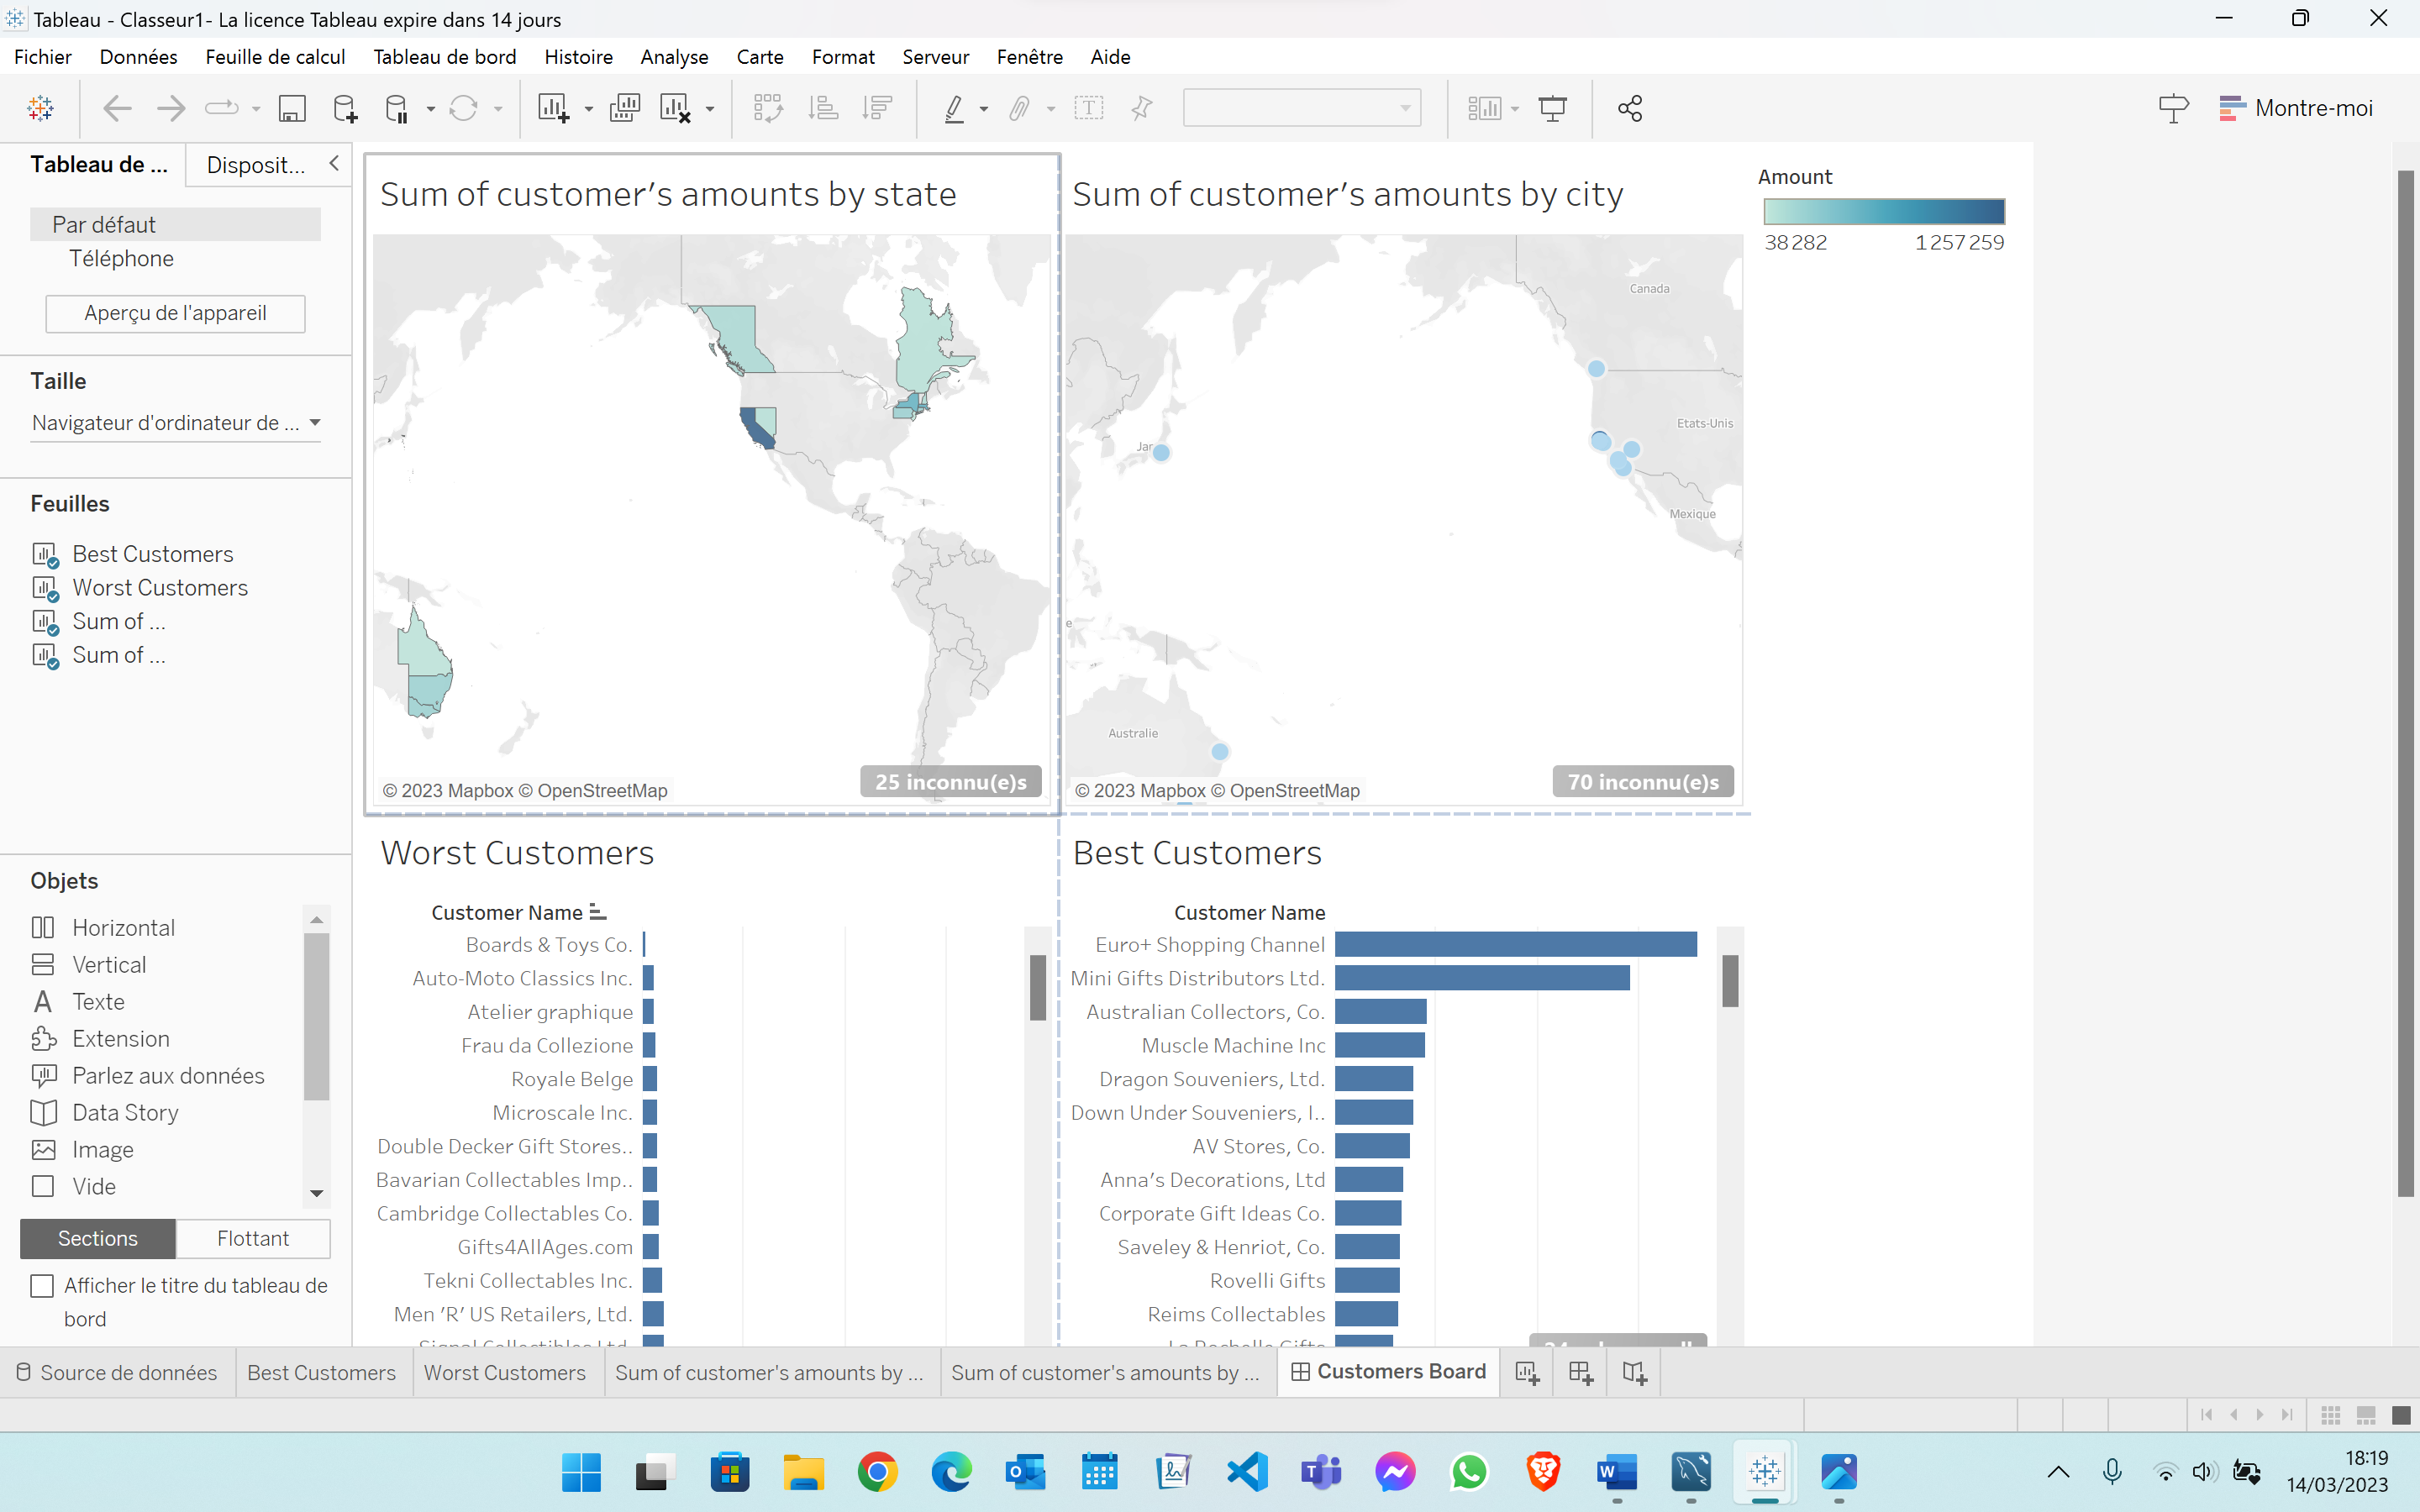 Tableau - Classeur1- La licence Tableau expire dans 14 jours
Fichier Données Feuille de calcul Tableau de bord Histoire Analyse Carte Format Serveur Fenêtre Aide
Montre-moi
Tableau de ... Disposit...
Par défaut
Téléphone
Aperçu de l'appareil
Taille
Navigateur d'ordinateur de ...
Feuilles
Best Customers
Worst Customers
Sum of ...
Sum of ...
Objets
Horizontal
Vertical
Texte
Extension
Parlez aux données
Data Story
Image
Vide
Sections Flottant
Afficher le titre du tableau de
bord
Sum of customer's amounts by state
© 2023 Mapbox © OpenStreetMap
25 inconnu(e)s
Sum of customer's amounts by city
Canada
Etats-Unis
Mexique
Australie
© 2023 Mapbox © OpenStreetMap
70 inconnu(e)s
Amount
38 282 1 257 259
Worst Customers
Customer Name
Boards & Toys Co.
Auto-Moto Classics Inc.
Atelier graphique
Frau da Collezione
Royale Belge
Microscale Inc.
Double Decker Gift Stores..
Bavarian Collectables Imp..
Cambridge Collectables Co.
Gifts4AllAges.com
Tekni Collectables Inc.
Men 'R' US Retailers, Ltd.
Best Customers
Customer Name
Euro+ Shopping Channel
Mini Gifts Distributors Ltd.
Australian Collectors, Co.
Muscle Machine Inc
Dragon Souveniers, Ltd.
Down Under Souveniers, I..
AV Stores, Co.
Anna's Decorations, Ltd
Corporate Gift Ideas Co.
Saveley & Henriot, Co.
Rovelli Gifts
Reims Collectables
Source de données Best Customers Worst Customers Sum of customer's amounts by ... Sum of customer's amounts by ... Customers Board
18:19
14/03/2023